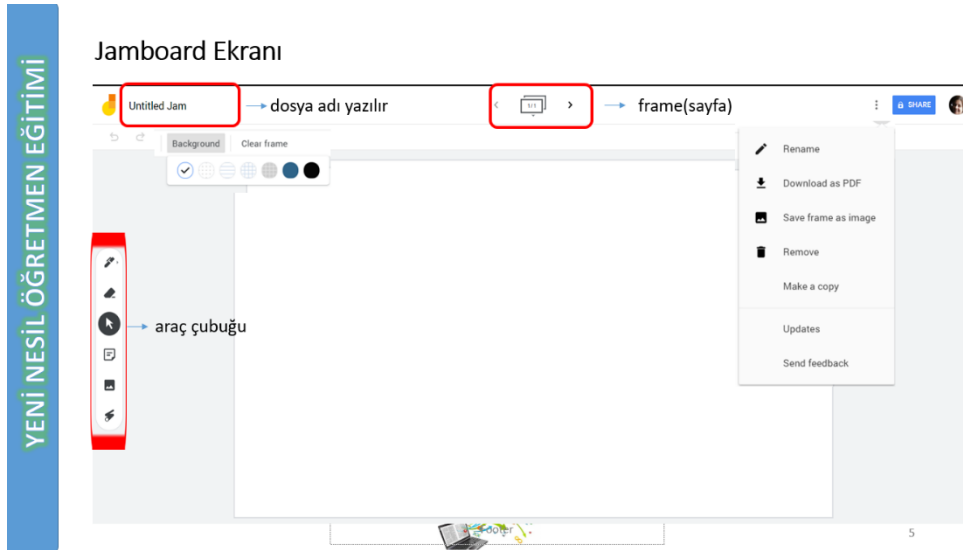 YENİ NESİL ÖĞRETMEN EĞİTİMİ
Jamboard Ekranı
Untitled Jam
dosya adı yazılır
1/1
frame(sayfa)
SHARE
Background
Clear frame
Rename
Download as PDF
Save frame as image
Remove
Make a copy
Updates
Send feedback
araç çubuğu
Footer
5